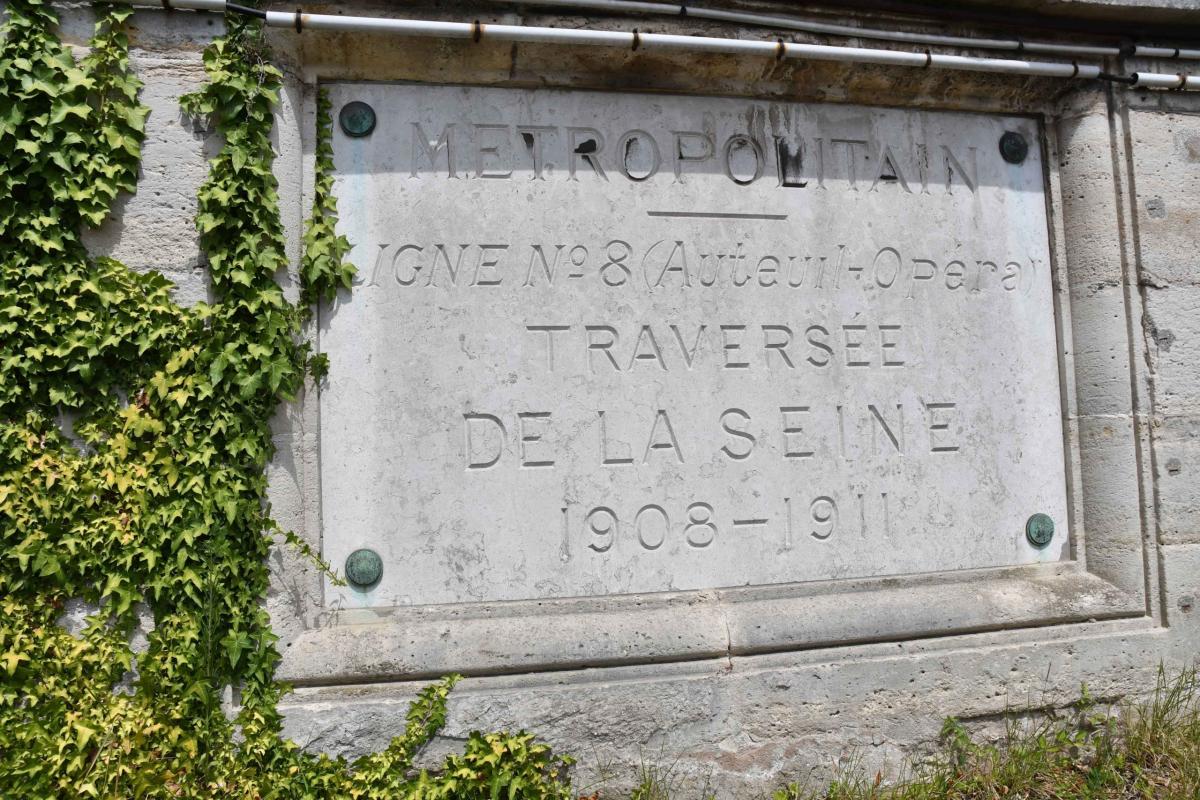 METROPOLITAIN
LIGNE Nº 8 (Auteuil-Opéra)
TRAVERSÉE
DE LA SEINE
1908-1911